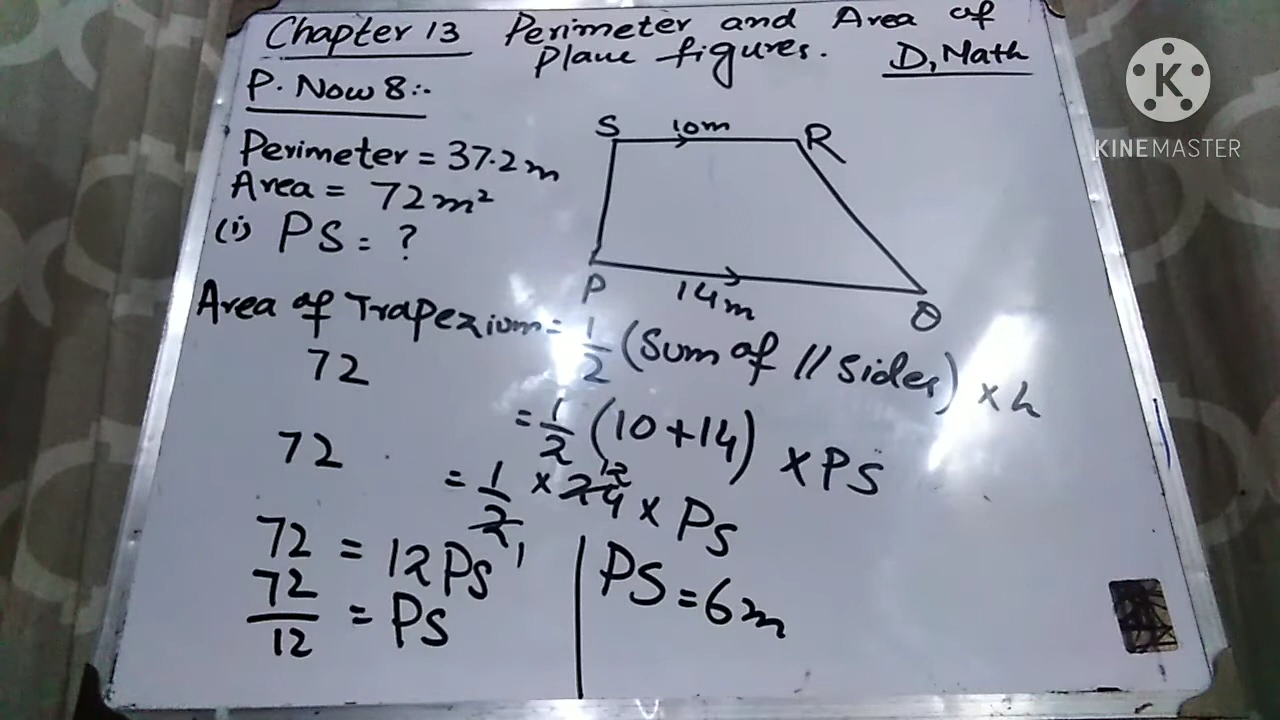 Chapter 13 Perimeter and Area of
Plane figures. D, Math
P. Now 8:-
K
KINEMASTER
Perimeter = 37.2m
Area = 72m²
(i) PS = ?
S 10m R
P 14m Q
Area of Trapezium = 1/2 (Sum of // sides) × h
72 = 1/2 (10+14) × PS
72 = 1/2 1 × 24 12 × PS
72 = 12PS
72/12 = PS
PS = 6m